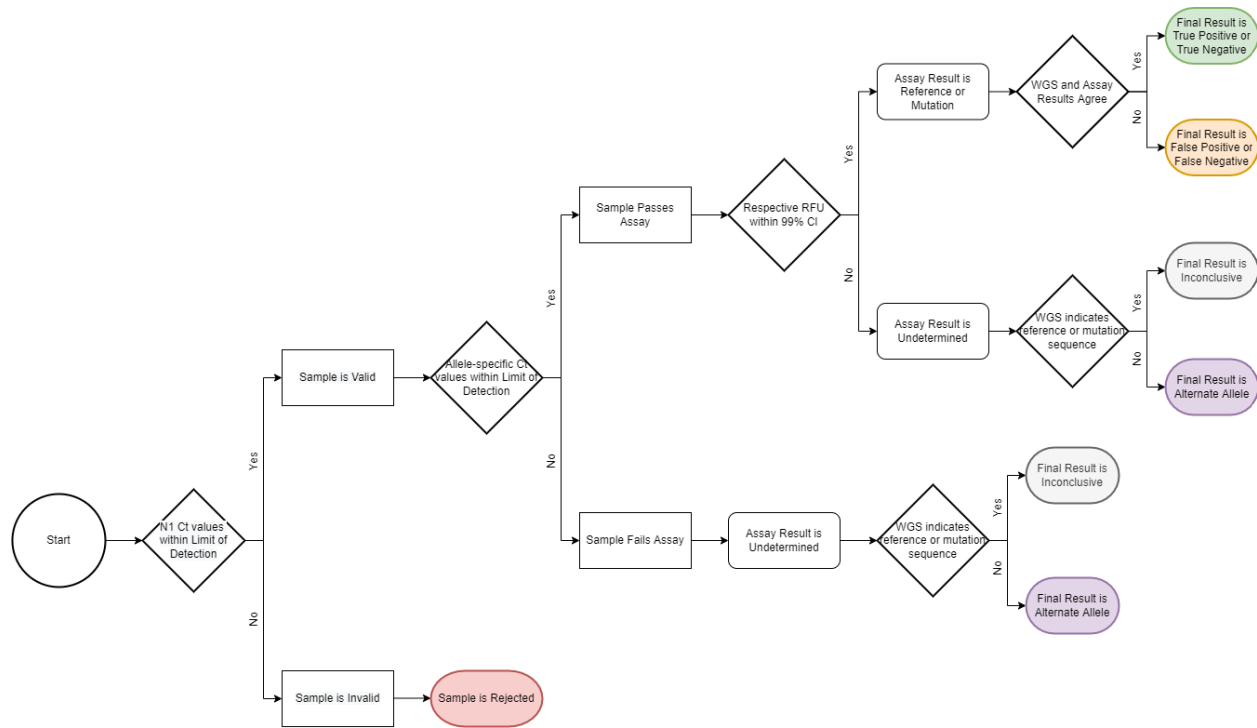 Start
N1 Ct values
within Limit of
Detection
Yes
No
Sample is Valid
Sample is Invalid
Sample is Rejected
Allele-specific Ct
values within Limit of
Detection
Yes
No
Sample Passes
Assay
Respective RFU
within 99% CI
Yes
No
Assay Result is
Reference or
Mutation
WGS and Assay
Results Agree
Yes
No
Final Result is
True Positive or
True Negative
Final Result is
False Positive or
False Negative
Assay Result is
Undetermined
WGS indicates
reference or mutation
sequence
Yes
No
Final Result is
Inconclusive
Final Result is
Alternate Allele
Sample Fails Assay
Assay Result is
Undetermined
WGS indicates
reference or mutation
sequence
Yes
No
Final Result is
Inconclusive
Final Result is
Alternate Allele